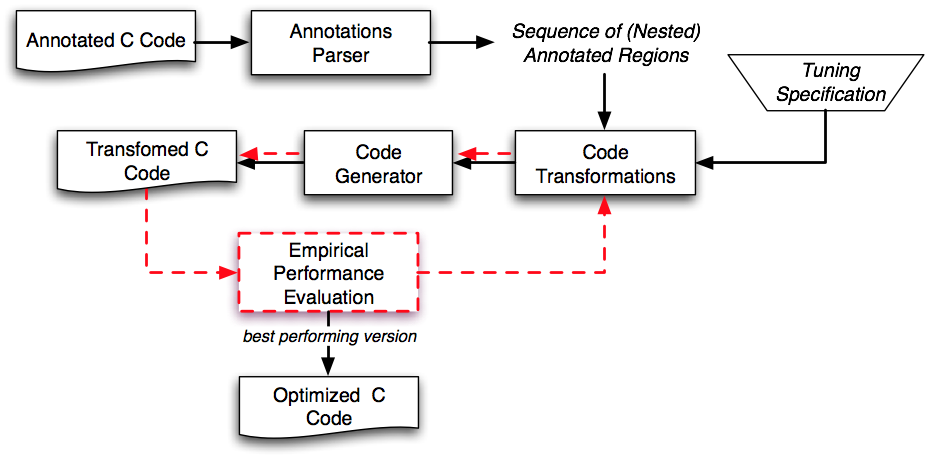 Annotated C Code
Annotations
Parser
Sequence of (Nested)
Annotated Regions
Tuning
Specification
Transfomed C
Code
Code
Generator
Code
Transformations
Empirical
Performance
Evaluation
best performing version
Optimized C
Code